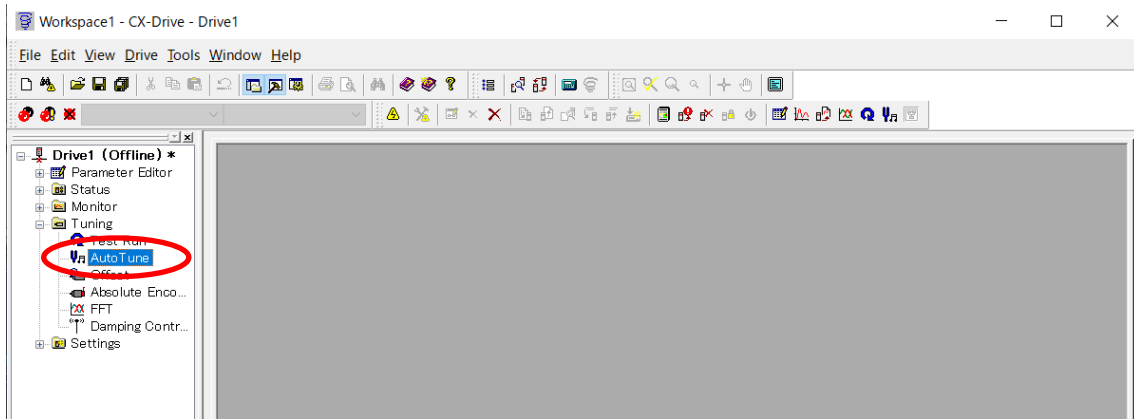 Workspace1 - CX-Drive - Drive1
File Edit View Drive Tools Window Help
Drive1 (Offline) *
Parameter Editor
Status
Monitor
Tuning
Test Run
AutoTune
Offset
Absolute Enco...
FFT
Damping Contr...
Settings